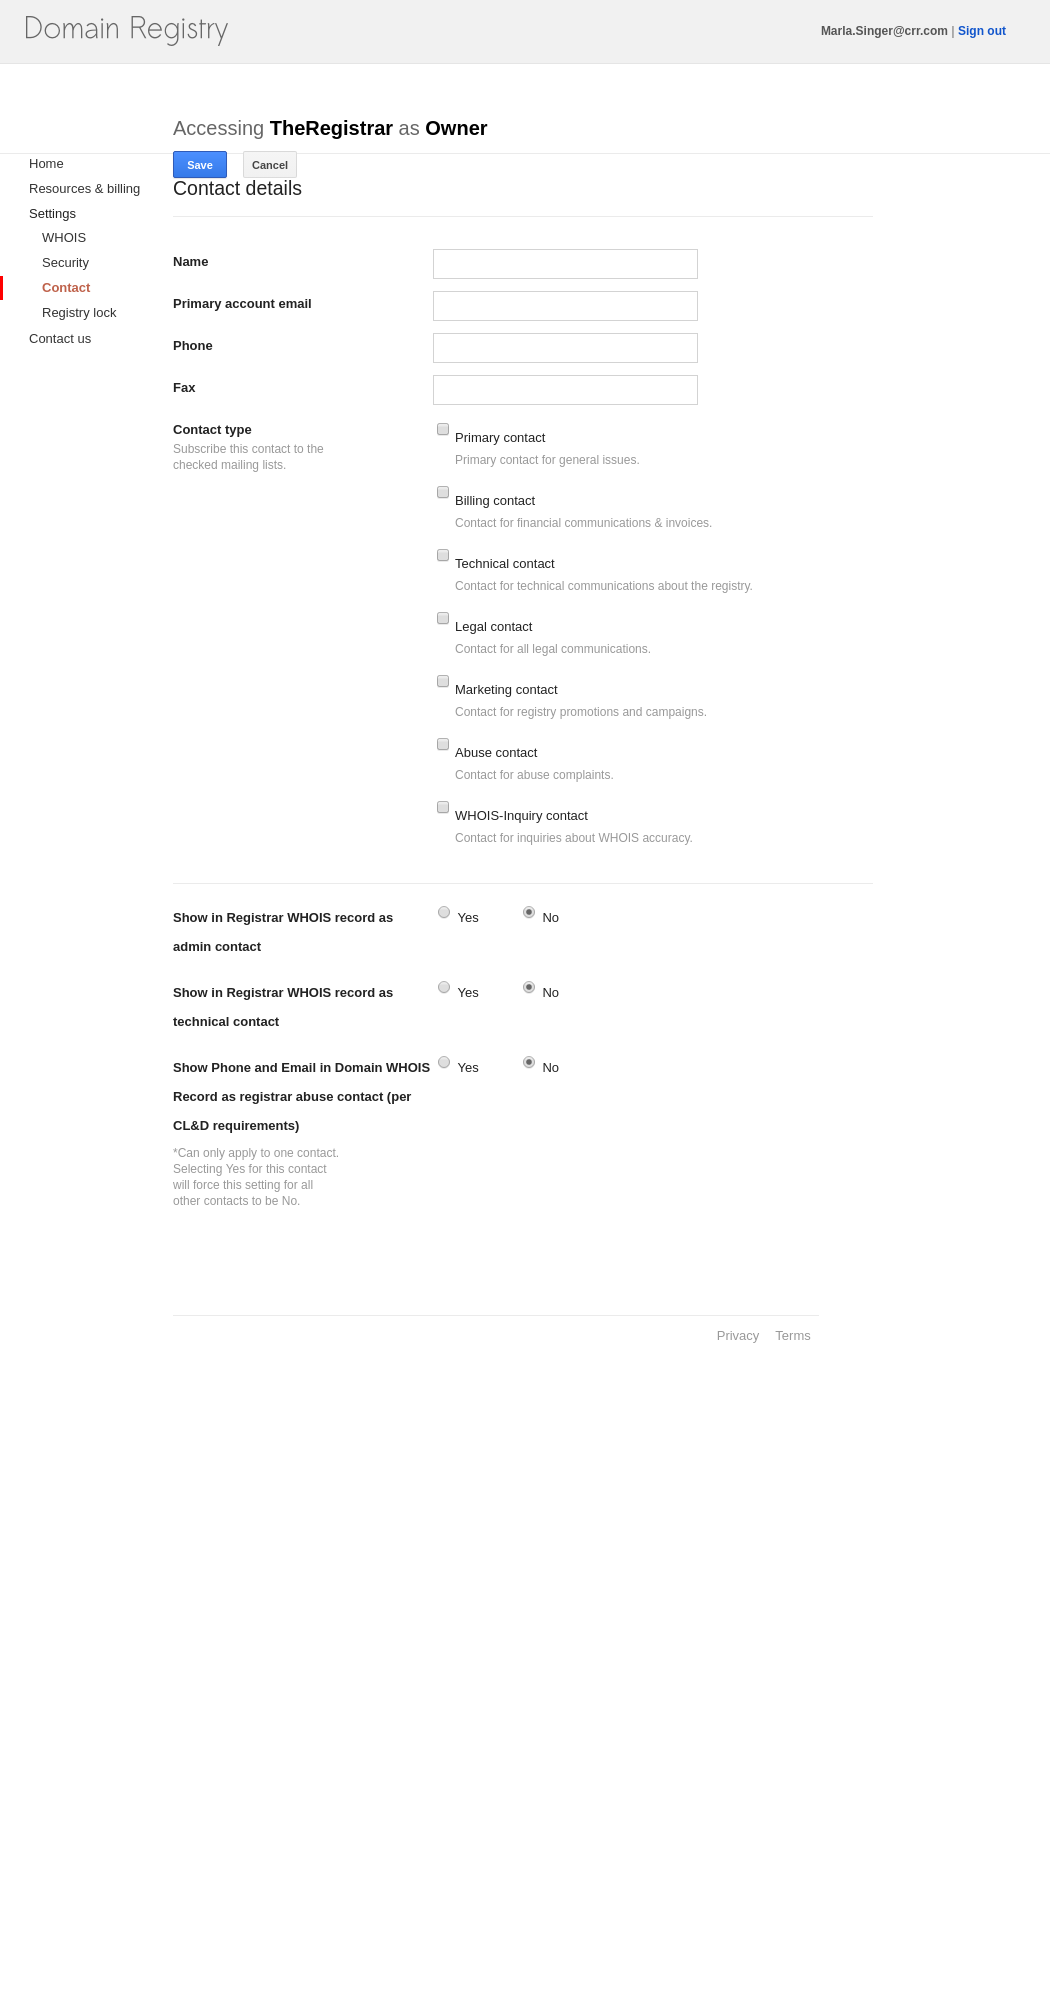 Domain Registry
Marla.Singer@crr.com | Sign out
Accessing TheRegistrar as Owner
Save Cancel
Home
Resources & billing
Settings
WHOIS
Security
Contact
Registry lock
Contact us
Contact details
Name
Primary account email
Phone
Fax
Contact type
Subscribe this contact to the
checked mailing lists.
Primary contact
Primary contact for general issues.
Billing contact
Contact for financial communications & invoices.
Technical contact
Contact for technical communications about the registry.
Legal contact
Contact for all legal communications.
Marketing contact
Contact for registry promotions and campaigns.
Abuse contact
Contact for abuse complaints.
WHOIS-Inquiry contact
Contact for inquiries about WHOIS accuracy.
Show in Registrar WHOIS record as
admin contact
Yes No
Show in Registrar WHOIS record as
technical contact
Yes No
Show Phone and Email in Domain WHOIS
Record as registrar abuse contact (per
CL&D requirements)
Yes No
*Can only apply to one contact.
Selecting Yes for this contact
will force this setting for all
other contacts to be No.
Privacy Terms